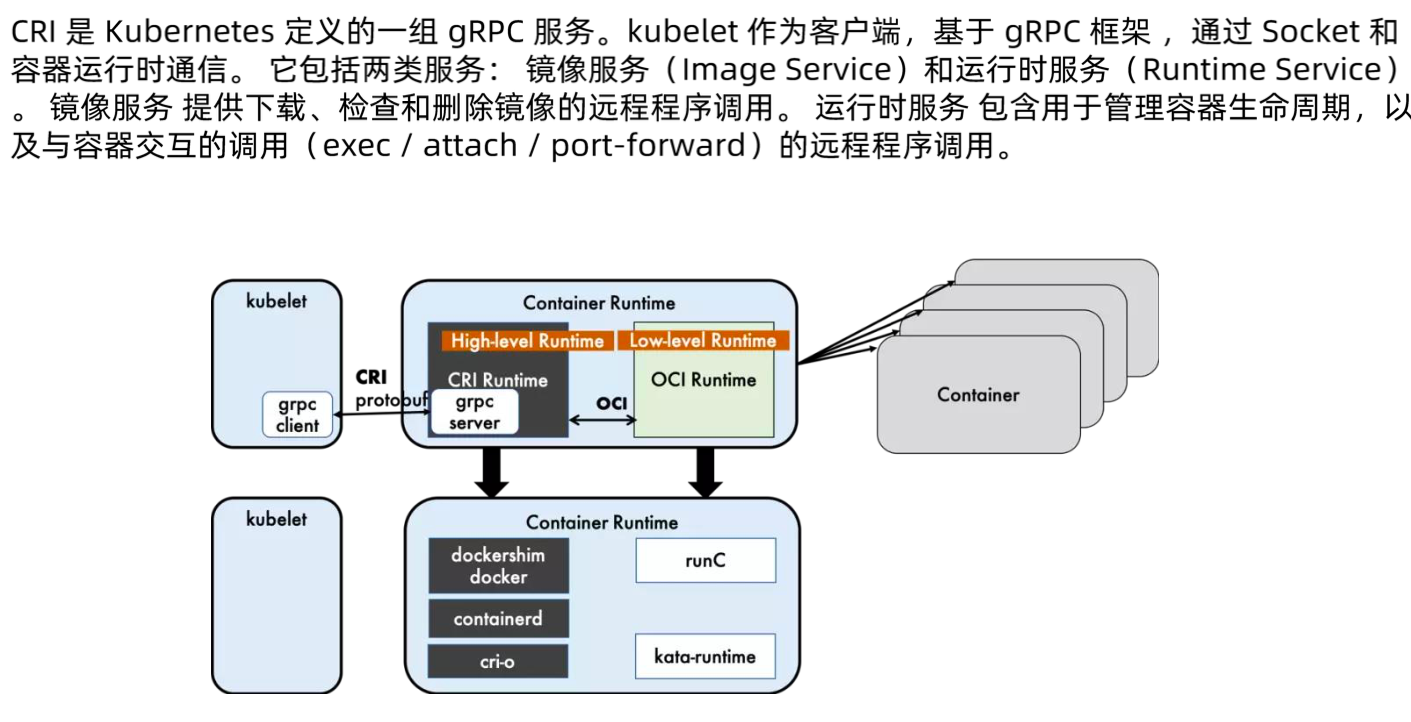 CRI 是 Kubernetes 定义的一组 gRPC 服务。kubelet 作为客户端，基于 gRPC 框架 ，通过 Socket 和
容器运行时通信。 它包括两类服务： 镜像服务（Image Service）和运行时服务（Runtime Service）
。 镜像服务 提供下载、检查和删除镜像的远程程序调用。 运行时服务 包含用于管理容器生命周期，以
及与容器交互的调用（exec / attach / port-forward）的远程程序调用。
kubelet
grpc
client
CRI
protobuf
Container Runtime
High-level Runtime
CRI Runtime
grpc
server
OCI
Low-level Runtime
OCI Runtime
Container
kubelet
Container Runtime
dockershim
docker
containerd
cri-o
runC
kata-runtime